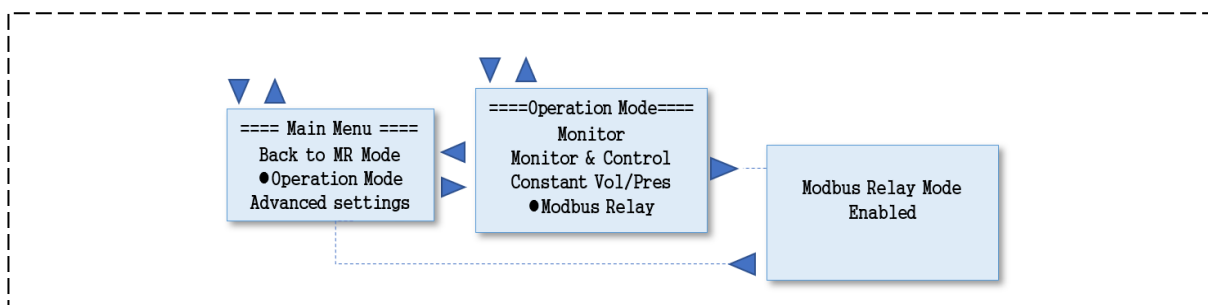 ==== Main Menu ====
Back to MR Mode
●Operation Mode
Advanced settings
====Operation Mode====
Monitor
Monitor & Control
Constant Vol/Pres
●Modbus Relay
Modbus Relay Mode
Enabled